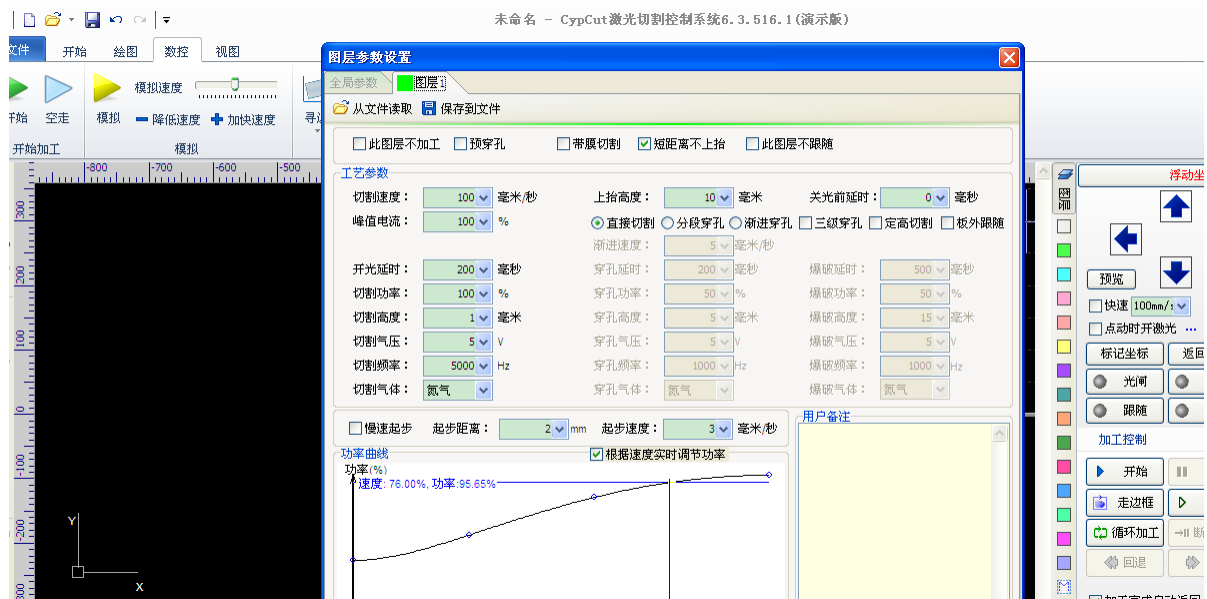 未命名 - CypCut激光切割控制系统6.3.516.1(演示版)
文件 开始 绘图 数控 视图
图层参数设置
全局参数 图层1
从文件读取 保存到文件
开始 空走 模拟 模拟速度
降低速度 加快速度
开始加工 模拟
此图层不加工 预穿孔 带膜切割 短距离不上抬 此图层不跟随
工艺参数
切割速度： 100 毫米/秒 上抬高度： 10 毫米 关光前延时： 0 毫秒
峰值电流： 100 % 直接切割 分段穿孔 渐进穿孔 三级穿孔 定高切割 板外跟随
渐进速度： 5 毫米/秒
开光延时： 200 毫秒 穿孔延时： 200 毫秒 爆破延时： 500 毫秒
切割功率： 100 % 穿孔功率： 50 % 爆破功率： 50 %
切割高度： 1 毫米 穿孔高度： 5 毫米 爆破高度： 15 毫米
切割气压： 5 V 穿孔气压： 5 V 爆破气压： 5 V
切割频率： 5000 Hz 穿孔频率： 1000 Hz 爆破频率： 1000 Hz
切割气体： 氮气 穿孔气体： 氮气 爆破气体： 氮气
慢速起步 起步距离： 2 mm 起步速度： 3 毫米/秒
用户备注
功率曲线 根据速度实时调节功率
功率(%)
速度: 76.00%, 功率:95.65%
-800 -700 -600 -500
300
200
100
0
-100
-200
Y
X
图层
浮动坐
预览
快速 100mm/s
点动时开激光 ...
标记坐标 返回
光闸
跟随
加工控制
开始
走边框
循环加工 断
回退
加工完成自动返回